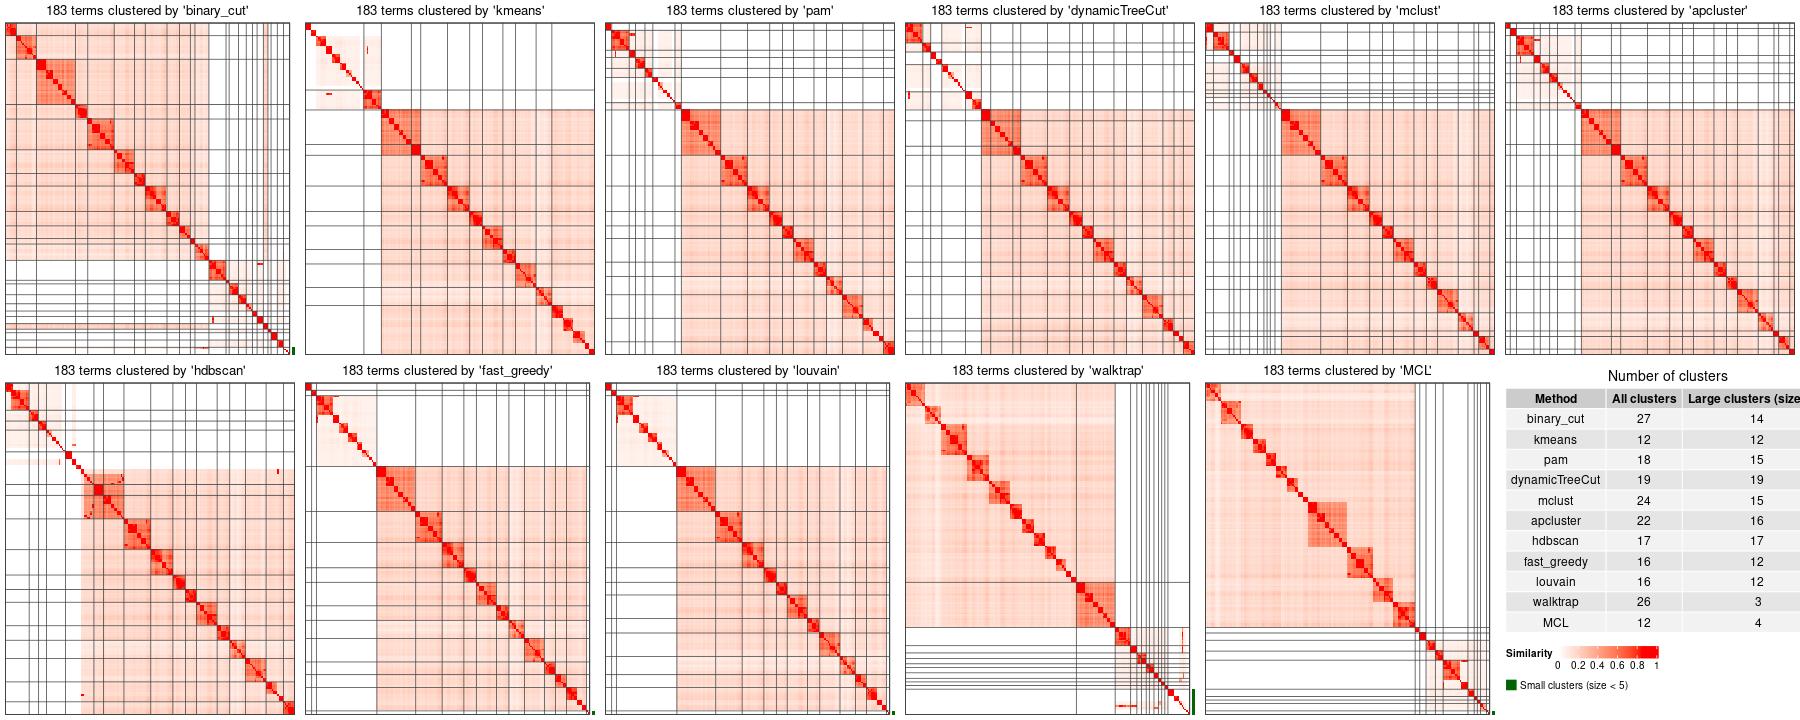 183 terms clustered by 'binary_cut'
183 terms clustered by 'kmeans'
183 terms clustered by 'pam'
183 terms clustered by 'dynamicTreeCut'
183 terms clustered by 'mclust'
183 terms clustered by 'apcluster'
183 terms clustered by 'hdbscan'
183 terms clustered by 'fast_greedy'
183 terms clustered by 'louvain'
183 terms clustered by 'walktrap'
183 terms clustered by 'MCL'
Number of clusters
Method All clusters Large clusters (size
binary_cut 27 14
kmeans 12 12
pam 18 15
dynamicTreeCut 19 19
mclust 24 15
apcluster 22 16
hdbscan 17 17
fast_greedy 16 12
louvain 16 12
walktrap 26 3
MCL 12 4
Similarity
0 0.2 0.4 0.6 0.8 1
Small clusters (size < 5)